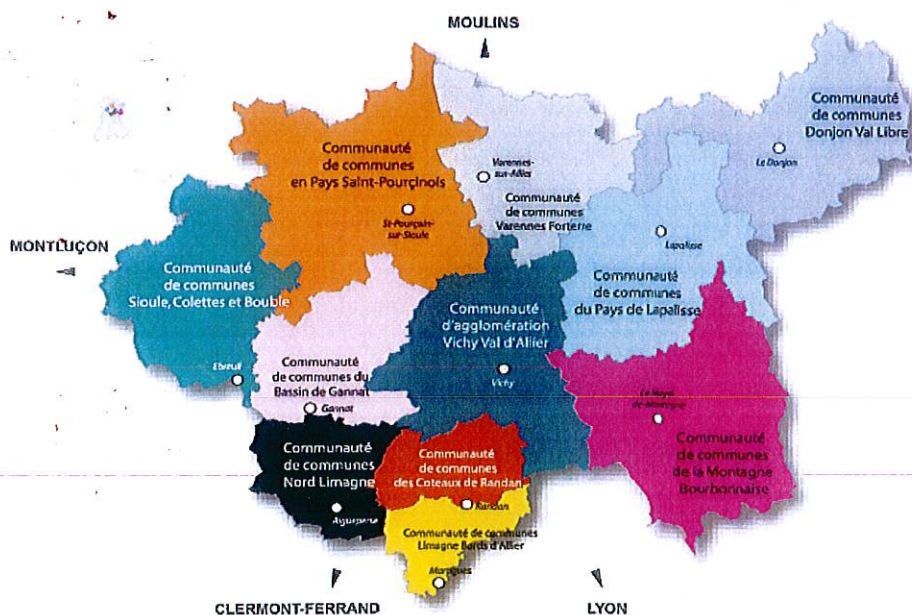 MOULINS
Communauté
de communes
Donjon Val Libre
Le Donjon
Communauté
de communes
en Pays Saint-Pourçinois
Varennes-
sur-Allier
Communauté
de communes
Varennes Forterre
St-Pourçain-
sur-Sioule
Lapalisse
MONTLUÇON
Communauté
de communes
Sioule, Colettes et Bouble
Communauté
de communes
du Pays de Lapalisse
Communauté
d'agglomération
Vichy Val d'Allier
Ebreuil
Communauté
de communes du
Bassin de Gannat
Gannat
Vichy
Le Mayet
de-Montagne
Communauté
de communes
de la Montagne
Bourbonnaise
Communauté
de communes
Nord Limagne
Aigueperse
Communauté
de communes
des Coteaux de Randan
Randan
Communauté de communes
Limagne Bords d'Allier
CLERMONT-FERRAND
LYON